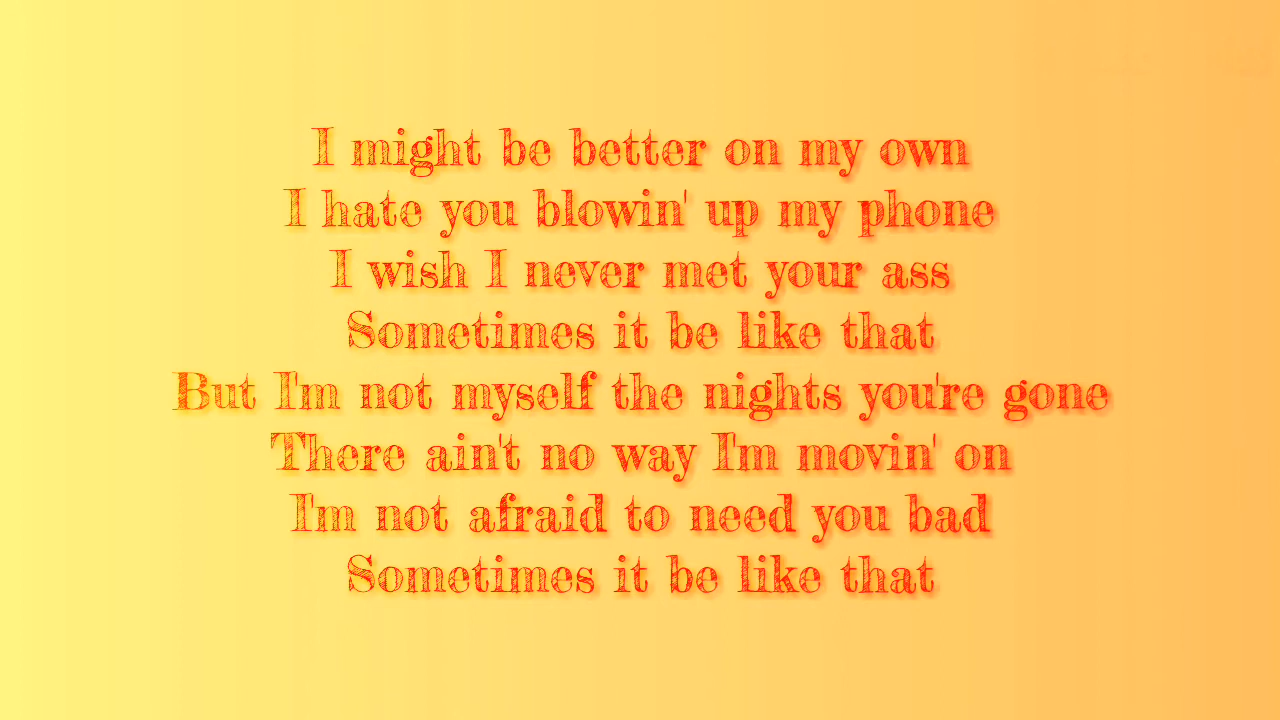 I might be better on my own
I hate you blowin' up my phone
I wish I never met your ass
Sometimes it be like that
But I'm not myself the nights you're gone
There ain't no way I'm movin' on
I'm not afraid to need you bad
Sometimes it be like that